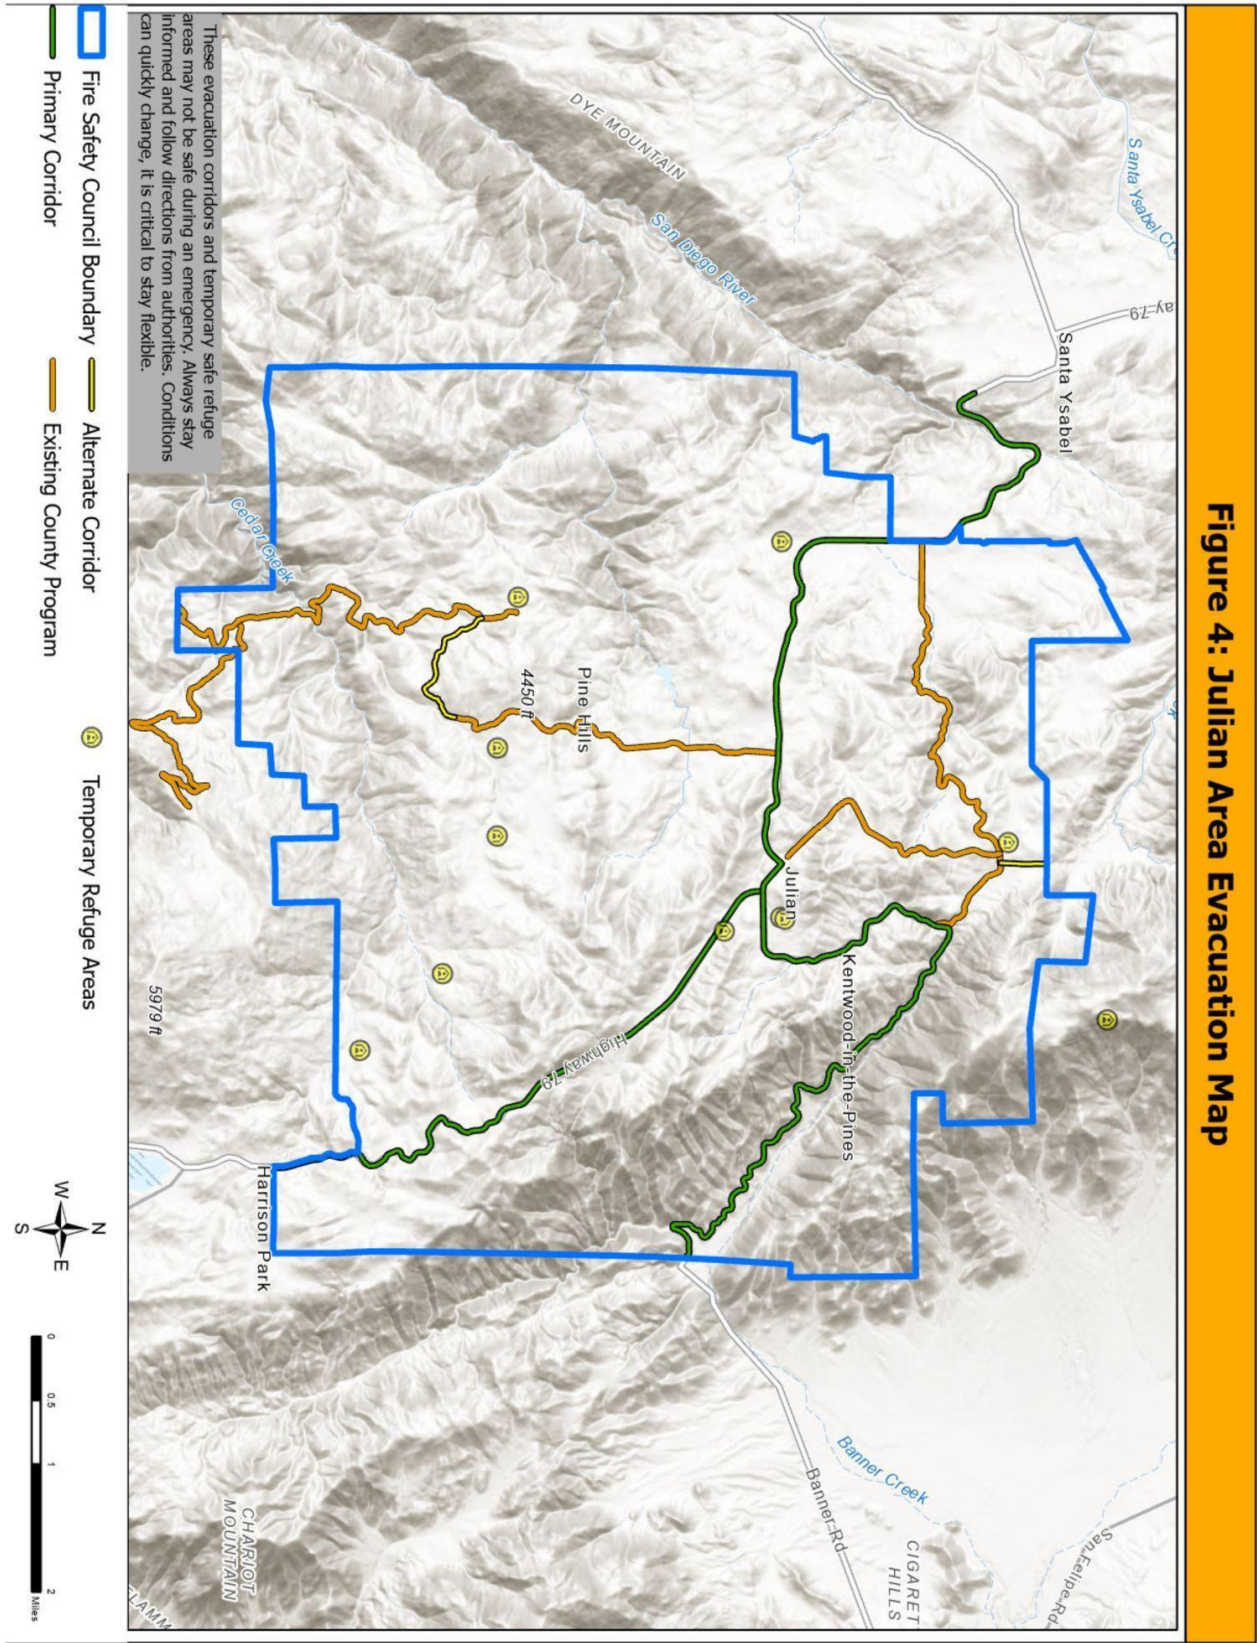 Figure 4: Julian Area Evacuation Map
Santa Ysabel Cr
ay 79
Santa Ysabel
DYE MOUNTAIN
San Diego River
Julian
Kentwood-in-the-Pines
Pine Hills
4450 ft
Highway 79
Cedar Creek
Harrison Park
5979 ft
Banner Creek
Banner Rd
San Felipe Rd
CIGARET
HILLS
CHARIOT
MOUNTAIN
FLAMM
These evacuation corridors and temporary safe refuge
areas may not be safe during an emergency. Always stay
informed and follow directions from authorities. Conditions
can quickly change, it is critical to stay flexible.
Fire Safety Council Boundary
Alternate Corridor
Temporary Refuge Areas
Primary Corridor
Existing County Program
N
W
E
S
0 0.5 1 2
Miles